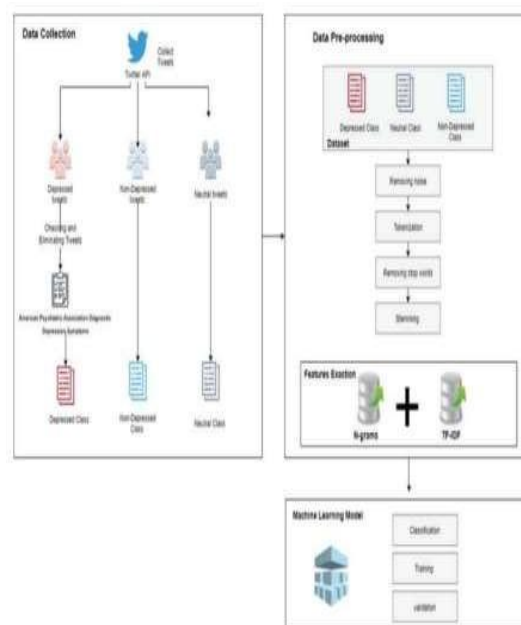 Data Collection
Collect
Tweets
Twitter API
Depressed
tweets
Non-Depressed
tweets
Neutral tweets
Checking and
Eliminating Tweets
American Psychiatric Association Diagnostic
Depression Symptoms
Depressed Class
Non-Depressed
Class
Neutral Class
Data Pre-processing
Depressed Class
Neutral Class
Non-Depressed
Class
Dataset
Removing noise
Tokenization
Removing stop words
Stemming
Features Exaction
N-grams
+
TF-IDF
Machine Learning Model
Classification
Training
validation